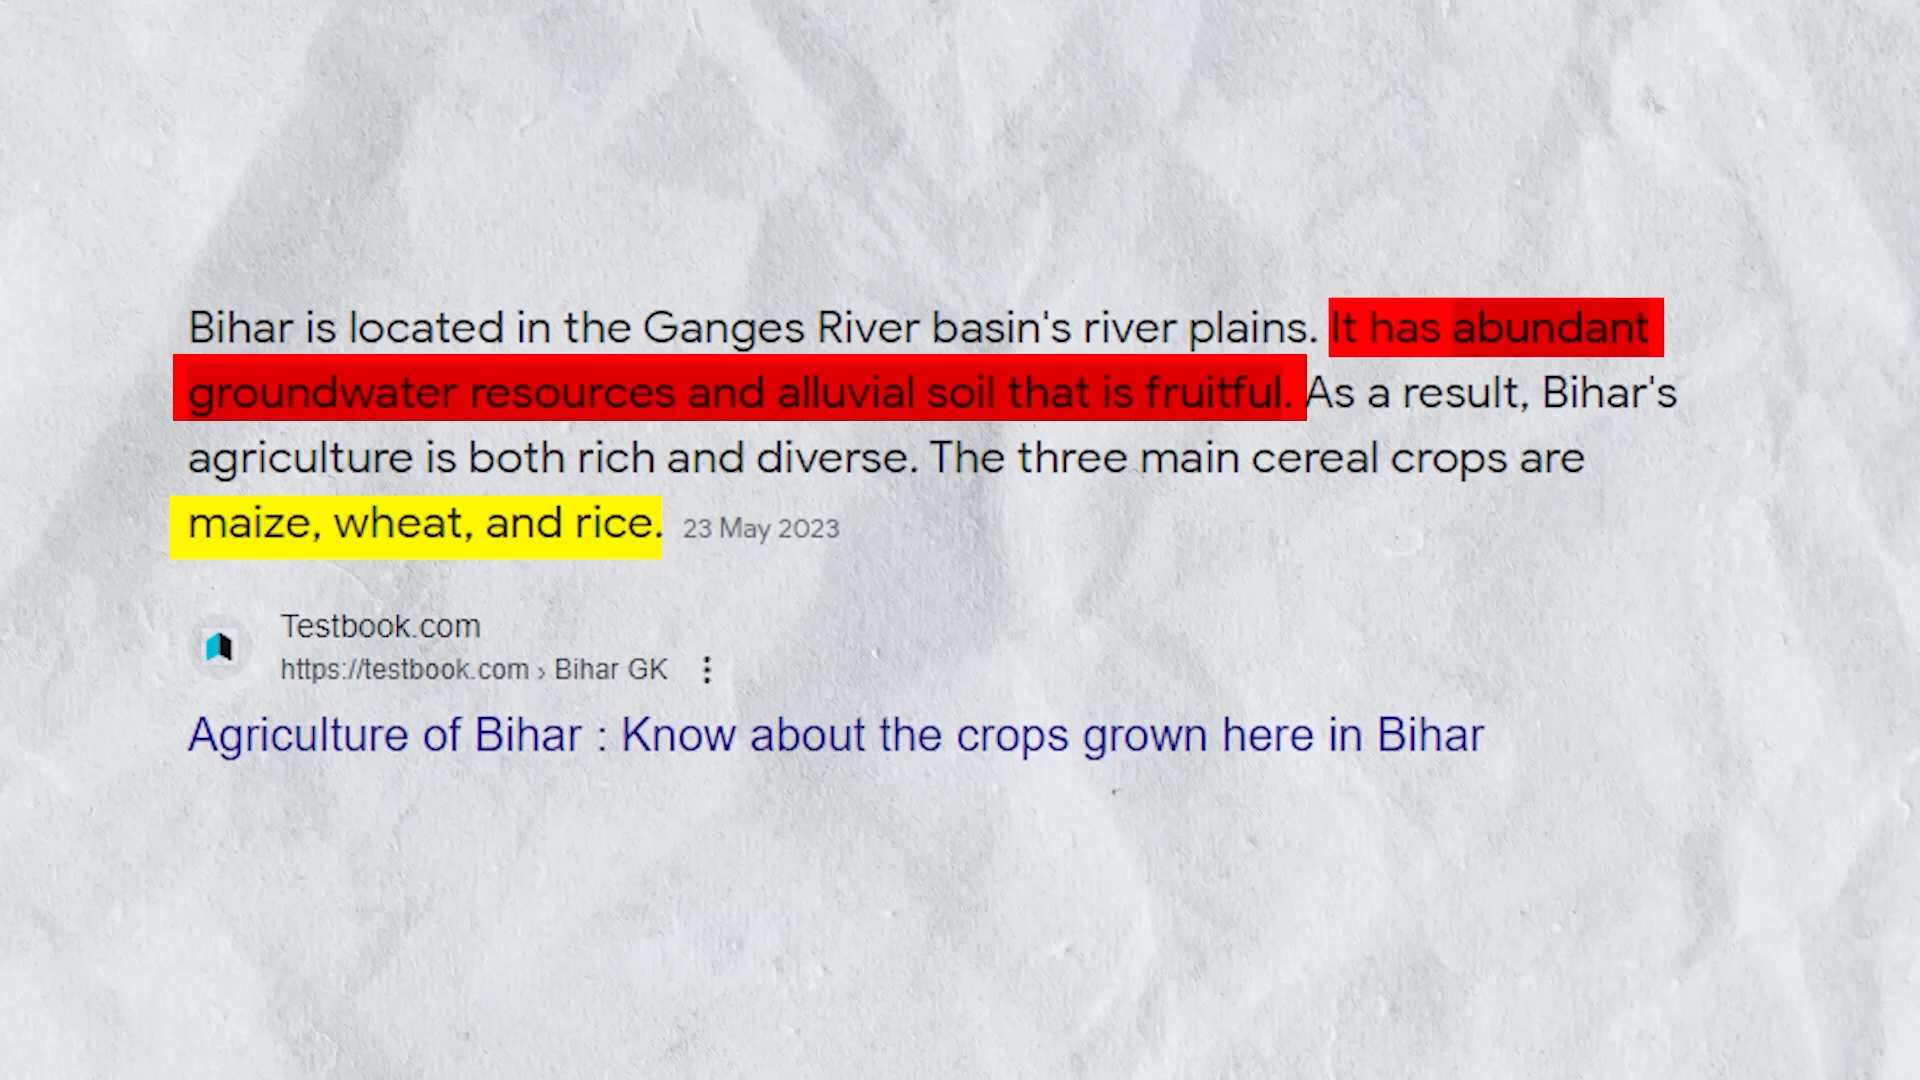 Bihar is located in the Ganges River basin's river plains. It has abundant
groundwater resources and alluvial soil that is fruitful. As a result, Bihar's
agriculture is both rich and diverse. The three main cereal crops are
maize, wheat, and rice. 23 May 2023
Testbook.com
https://testbook.com › Bihar GK
Agriculture of Bihar : Know about the crops grown here in Bihar